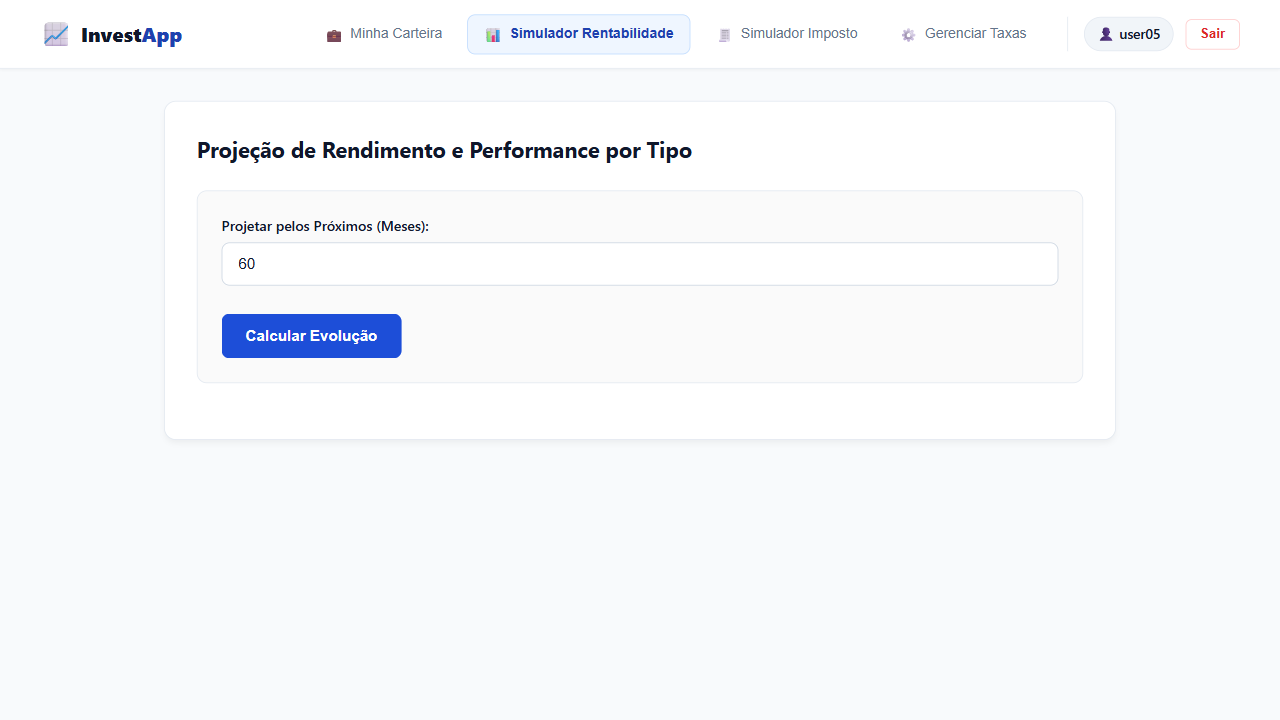 InvestApp
Minha Carteira
Simulador Rentabilidade
Simulador Imposto
Gerenciar Taxas
user05
Sair
Projeção de Rendimento e Performance por Tipo
Projetar pelos Próximos (Meses):
60
Calcular Evolução